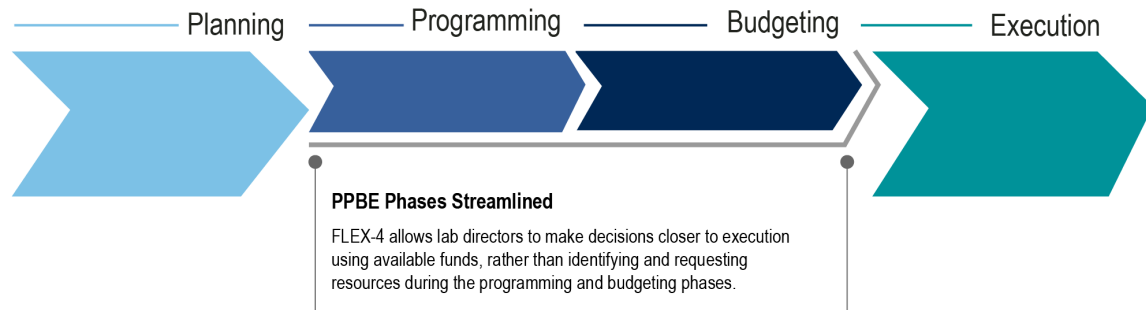 Planning
Programming
Budgeting
Execution
PPBE Phases Streamlined
FLEX-4 allows lab directors to make decisions closer to execution
using available funds, rather than identifying and requesting
resources during the programming and budgeting phases.